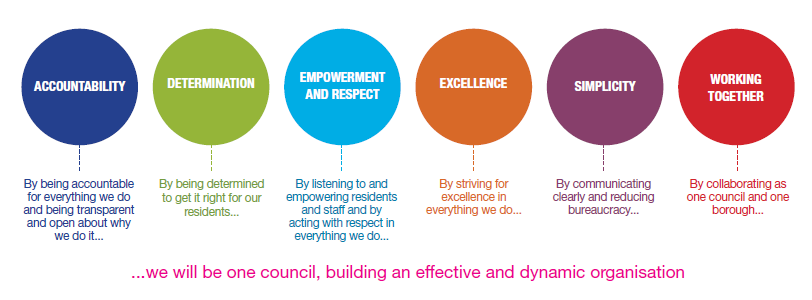 ACCOUNTABILITY
DETERMINATION
EMPOWERMENT
AND RESPECT
EXCELLENCE
SIMPLICITY
WORKING
TOGETHER
By being accountable
for everything we do
and being transparent
and open about why
we do it...
By being determined
to get it right for our
residents...
By listening to and
empowering residents
and staff and by
acting with respect in
everything we do...
By striving for
excellence in
everything we do...
By communicating
clearly and reducing
bureaucracy...
By collaborating as
one council and one
borough...
...we will be one council, building an effective and dynamic organisation